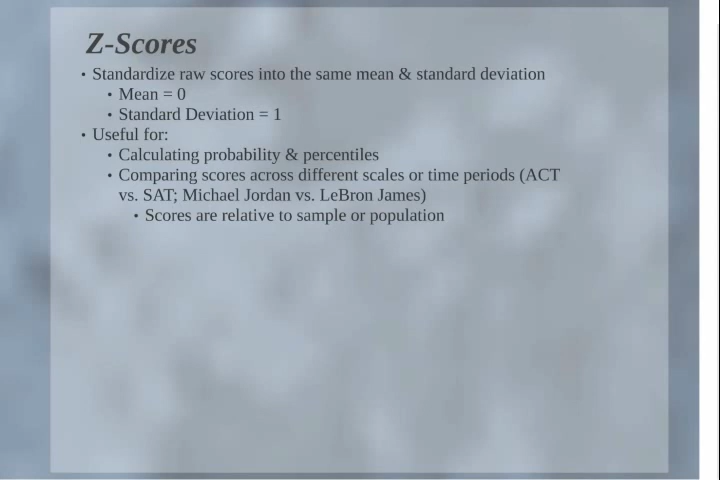 Z-Scores
• Standardize raw scores into the same mean & standard deviation
• Mean = 0
• Standard Deviation = 1
• Useful for:
• Calculating probability & percentiles
• Comparing scores across different scales or time periods (ACT
vs. SAT; Michael Jordan vs. LeBron James)
• Scores are relative to sample or population